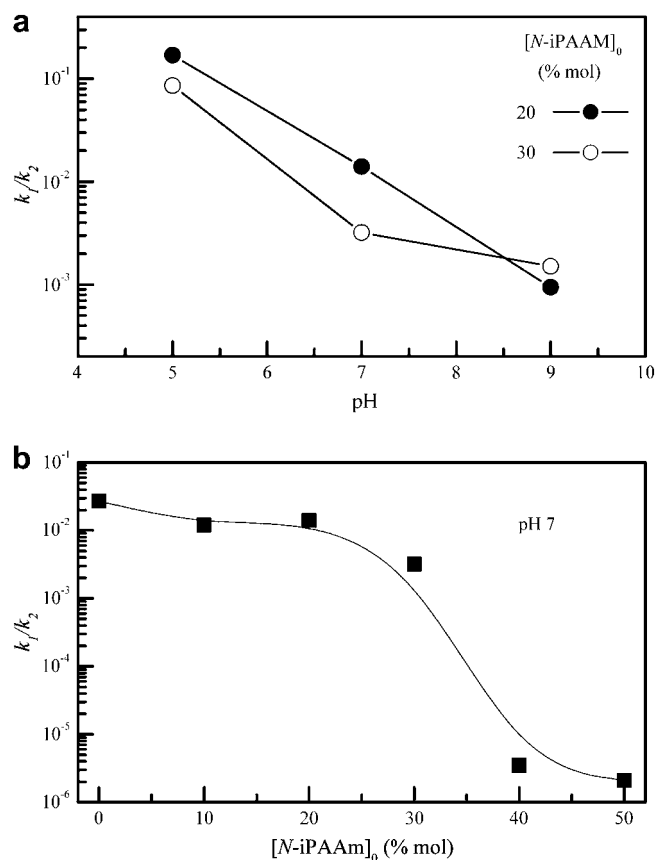 a
[N-iPAAM]₀
(% mol)
20
30
10⁻¹
10⁻²
10⁻³
k₁/k₂
4 5 6 7 8 9 10
pH
b
pH 7
10⁻¹
10⁻²
10⁻³
10⁻⁴
10⁻⁵
10⁻⁶
k₁/k₂
0 10 20 30 40 50
[N-iPAAm]₀ (% mol)